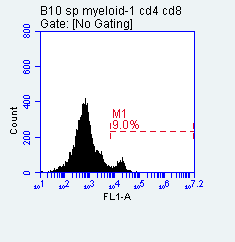 B10 sp myeloid-1 cd4 cd8
Gate: [No Gating]
800
600
400
200
0
Count
M1
9.0%
10^1 10^2 10^3 10^4 10^5 10^6 10^7.2
FL1-A